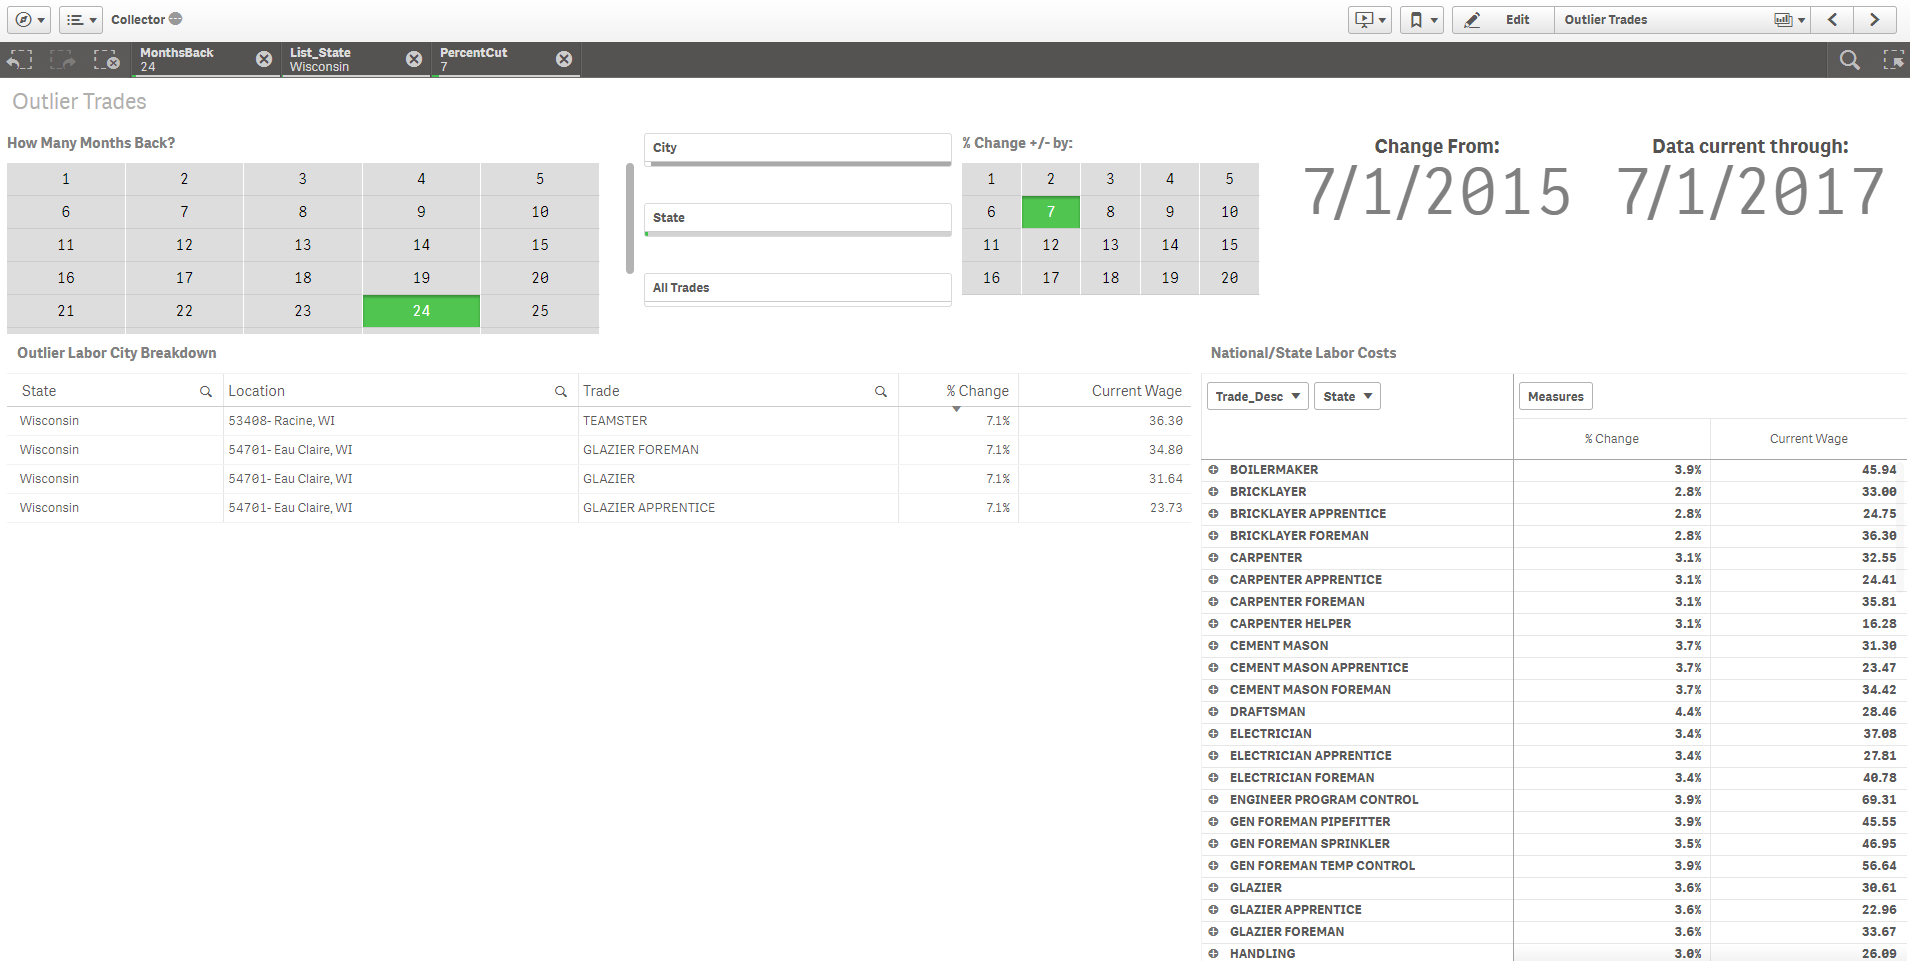 Collector
Edit
Outlier Trades
MonthsBack
24
List_State
Wisconsin
PercentCut
7
Outlier Trades
How Many Months Back?
1 2 3 4 5
6 7 8 9 10
11 12 13 14 15
16 17 18 19 20
21 22 23 24 25
City
State
All Trades
% Change +/- by:
1 2 3 4 5
6 7 8 9 10
11 12 13 14 15
16 17 18 19 20
Change From:
7/1/2015
Data current through:
7/1/2017
Outlier Labor City Breakdown
State Location Trade % Change Current Wage
Wisconsin 53408- Racine, WI TEAMSTER 7.1% 36.30
Wisconsin 54701- Eau Claire, WI GLAZIER FOREMAN 7.1% 34.80
Wisconsin 54701- Eau Claire, WI GLAZIER 7.1% 31.64
Wisconsin 54701- Eau Claire, WI GLAZIER APPRENTICE 7.1% 23.73
National/State Labor Costs
Trade_Desc State Measures
% Change Current Wage
BOILERMAKER 3.9% 45.94
BRICKLAYER 2.8% 33.00
BRICKLAYER APPRENTICE 2.8% 24.75
BRICKLAYER FOREMAN 2.8% 36.30
CARPENTER 3.1% 32.55
CARPENTER APPRENTICE 3.1% 24.41
CARPENTER FOREMAN 3.1% 35.81
CARPENTER HELPER 3.1% 16.28
CEMENT MASON 3.7% 31.30
CEMENT MASON APPRENTICE 3.7% 23.47
CEMENT MASON FOREMAN 3.7% 34.42
DRAFTSMAN 4.4% 28.46
ELECTRICIAN 3.4% 37.08
ELECTRICIAN APPRENTICE 3.4% 27.81
ELECTRICIAN FOREMAN 3.4% 40.78
ENGINEER PROGRAM CONTROL 3.9% 69.31
GEN FOREMAN PIPEFITTER 3.9% 45.55
GEN FOREMAN SPRINKLER 3.5% 46.95
GEN FOREMAN TEMP CONTROL 3.9% 56.64
GLAZIER 3.6% 30.61
GLAZIER APPRENTICE 3.6% 22.96
GLAZIER FOREMAN 3.6% 33.67
HANDLING 3.0% 26.09